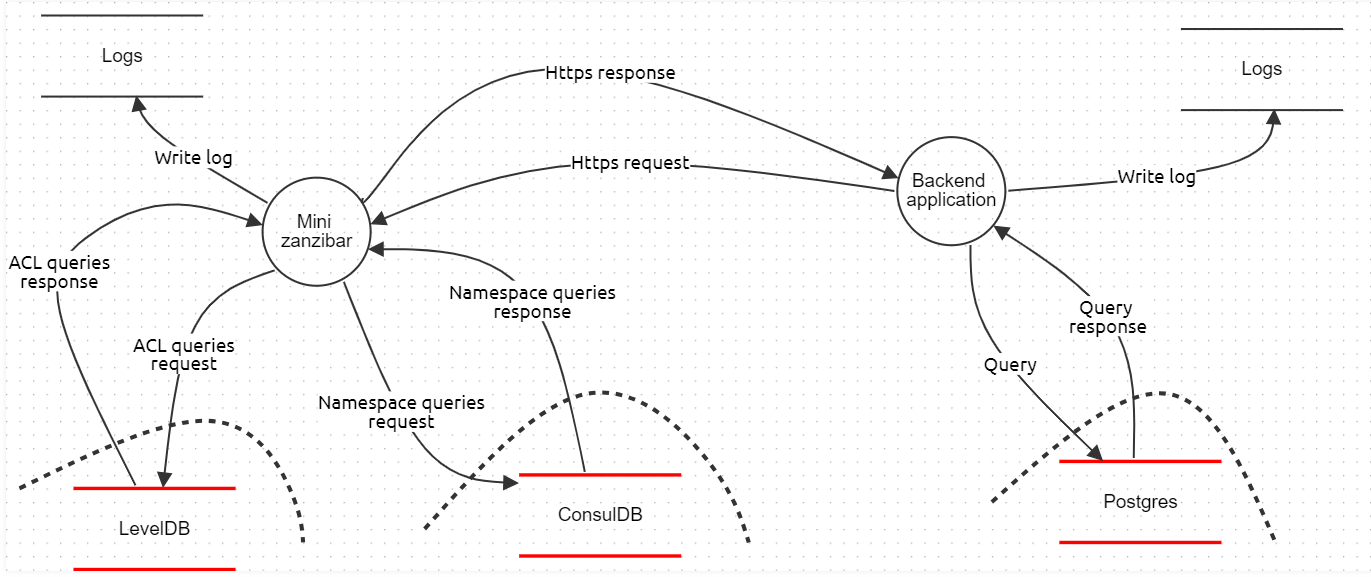 Logs
Logs
Https response
Write log
Https request
Write log
Backend
application
Mini
zanzibar
ACL queries
response
Namespace queries
response
Query
response
ACL queries
request
Query
Namespace queries
request
LevelDB
ConsulDB
Postgres